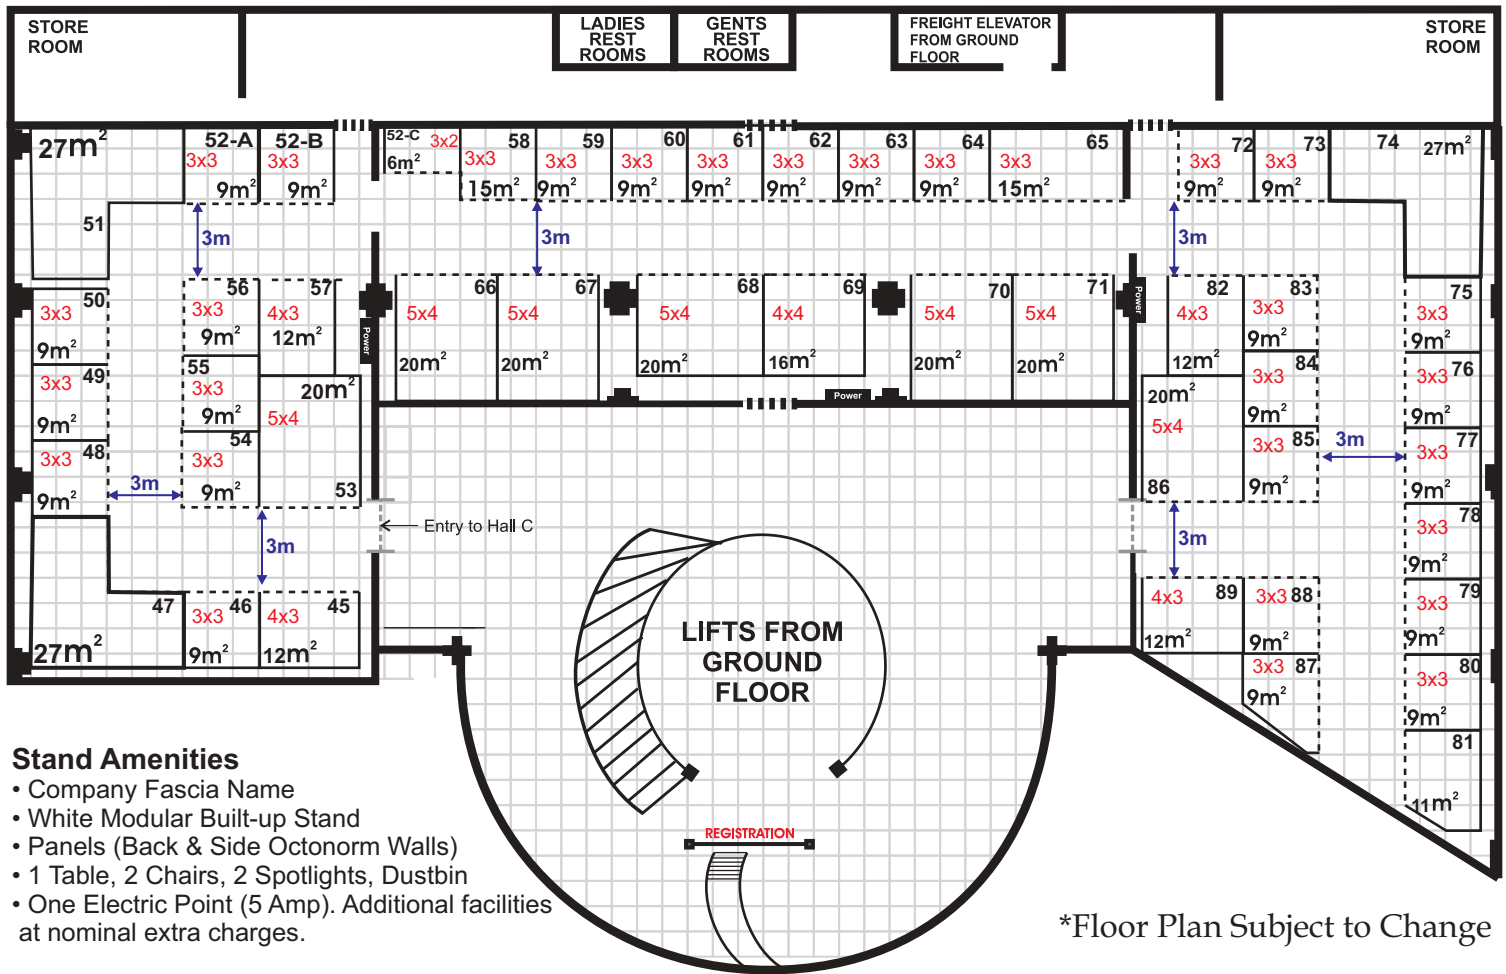 STORE
ROOM
LADIES
REST
ROOMS
GENTS
REST
ROOMS
FREIGHT ELEVATOR
FROM GROUND
FLOOR
STORE
ROOM
27m²
51
52-A
3x3
9m²
52-B
3x3
9m²
52-C
3x2
6m²
58
3x3
15m²
59
3x3
9m²
60
3x3
9m²
61
3x3
9m²
62
3x3
9m²
63
3x3
9m²
64
3x3
9m²
65
3x3
15m²
72
3x3
9m²
73
3x3
9m²
74
27m²
3m
3m
3m
50
3x3
9m²
49
3x3
9m²
48
3x3
9m²
3m
56
3x3
9m²
57
4x3
12m²
55
3x3
9m²
54
3x3
9m²
20m²
5x4
53
Power
66
5x4
20m²
67
5x4
20m²
68
5x4
20m²
69
4x4
16m²
70
5x4
20m²
71
5x4
20m²
Power
Power
82
4x3
12m²
83
3x3
9m²
84
3x3
9m²
85
3x3
9m²
20m²
5x4
86
3m
75
3x3
9m²
76
3x3
9m²
77
3x3
9m²
78
3x3
9m²
79
3x3
9m²
80
3x3
9m²
81
11m²
3m
3m
Entry to Hall C
47
27m²
46
3x3
9m²
45
4x3
12m²
89
4x3
12m²
88
3x3
9m²
87
3x3
9m²
LIFTS FROM
GROUND
FLOOR
REGISTRATION
Stand Amenities
• Company Fascia Name
• White Modular Built-up Stand
• Panels (Back & Side Octonorm Walls)
• 1 Table, 2 Chairs, 2 Spotlights, Dustbin
• One Electric Point (5 Amp). Additional facilities
at nominal extra charges.
*Floor Plan Subject to Change